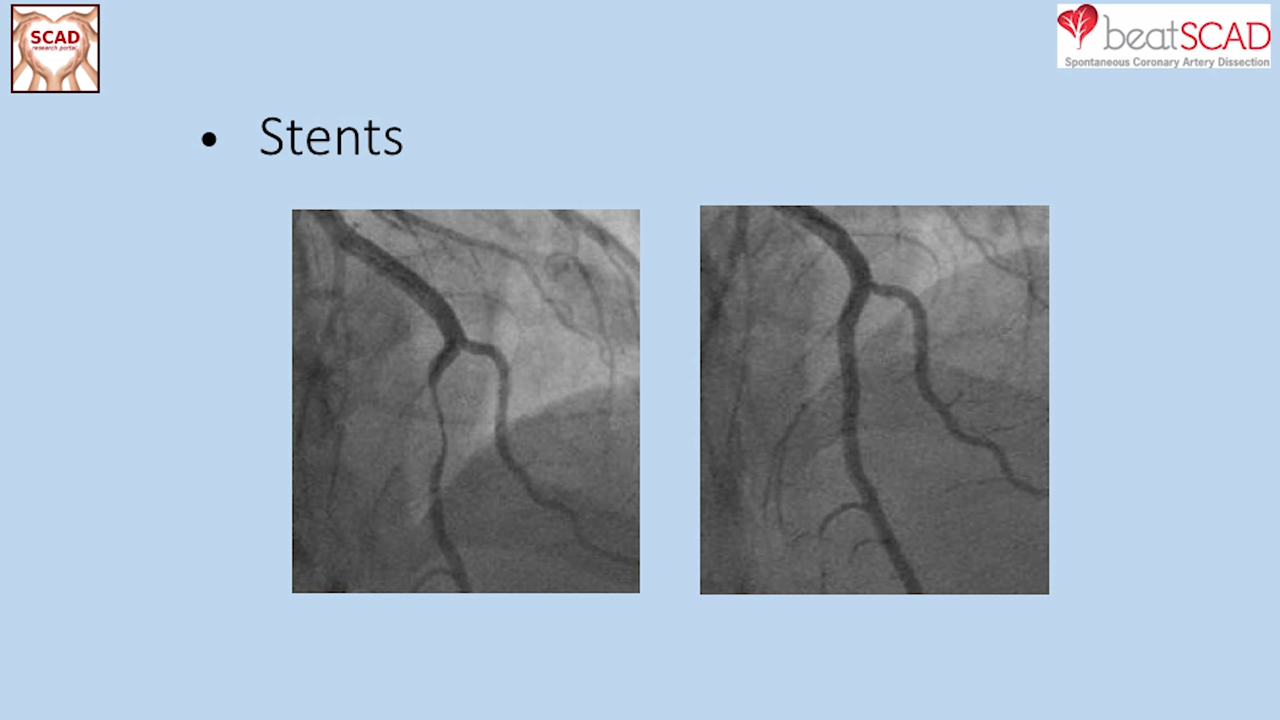 SCAD
research portal
beatSCAD
Spontaneous Coronary Artery Dissection
• Stents